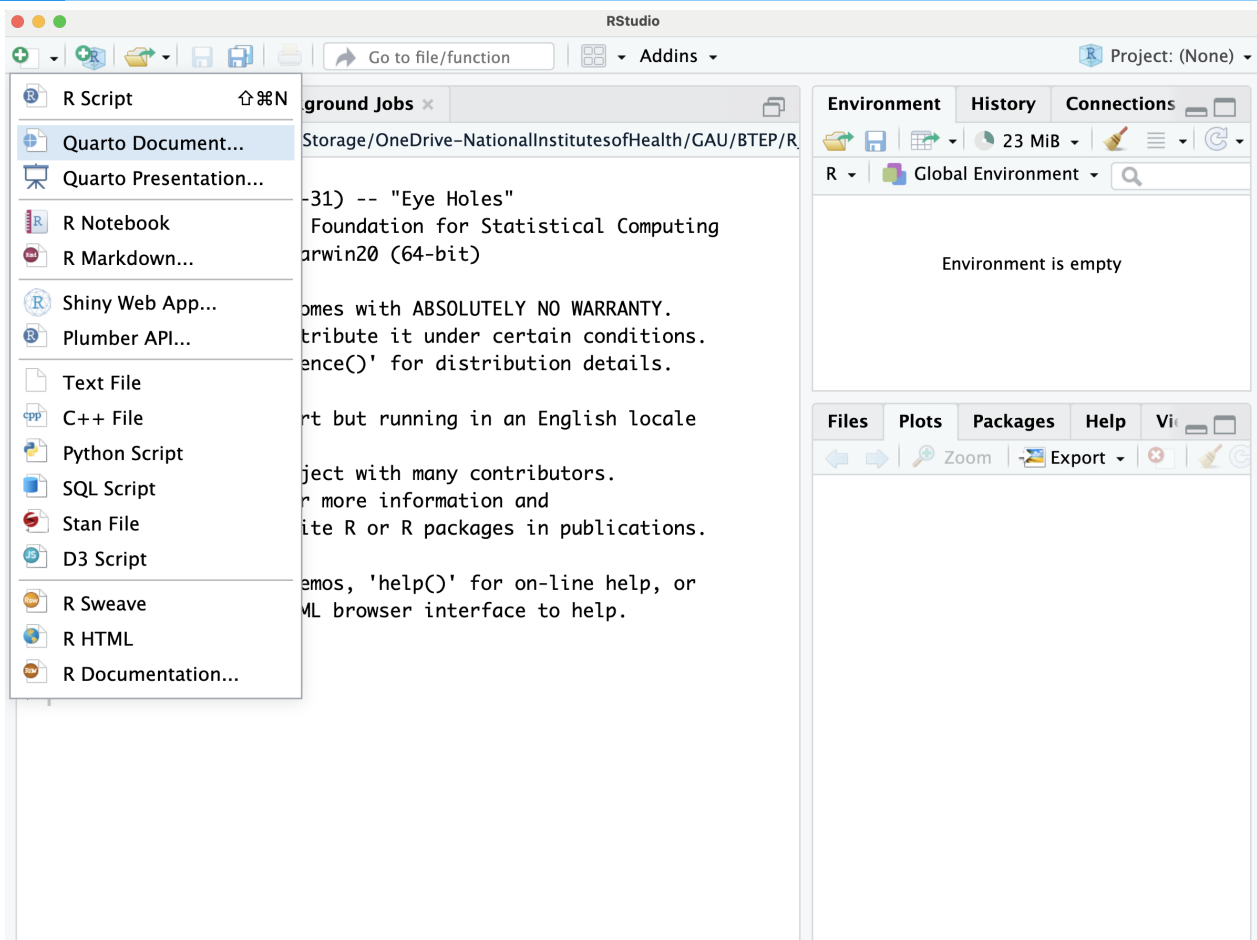 RStudio
Go to file/function
Addins
Project: (None)
R Script ⇧⌘N
Quarto Document...
Quarto Presentation...
R Notebook
R Markdown...
Shiny Web App...
Plumber API...
Text File
C++ File
Python Script
SQL Script
Stan File
D3 Script
R Sweave
R HTML
R Documentation...
ground Jobs
Storage/OneDrive-NationalInstitutesofHealth/GAU/BTEP/R_
-31) -- "Eye Holes"
Foundation for Statistical Computing
arwin20 (64-bit)
omes with ABSOLUTELY NO WARRANTY.
tribute it under certain conditions.
ence()' for distribution details.
rt but running in an English locale
ject with many contributors.
r more information and
ite R or R packages in publications.
emos, 'help()' for on-line help, or
ML browser interface to help.
Environment History Connections
23 MiB
R Global Environment
Environment is empty
Files Plots Packages Help Vi
Zoom Export